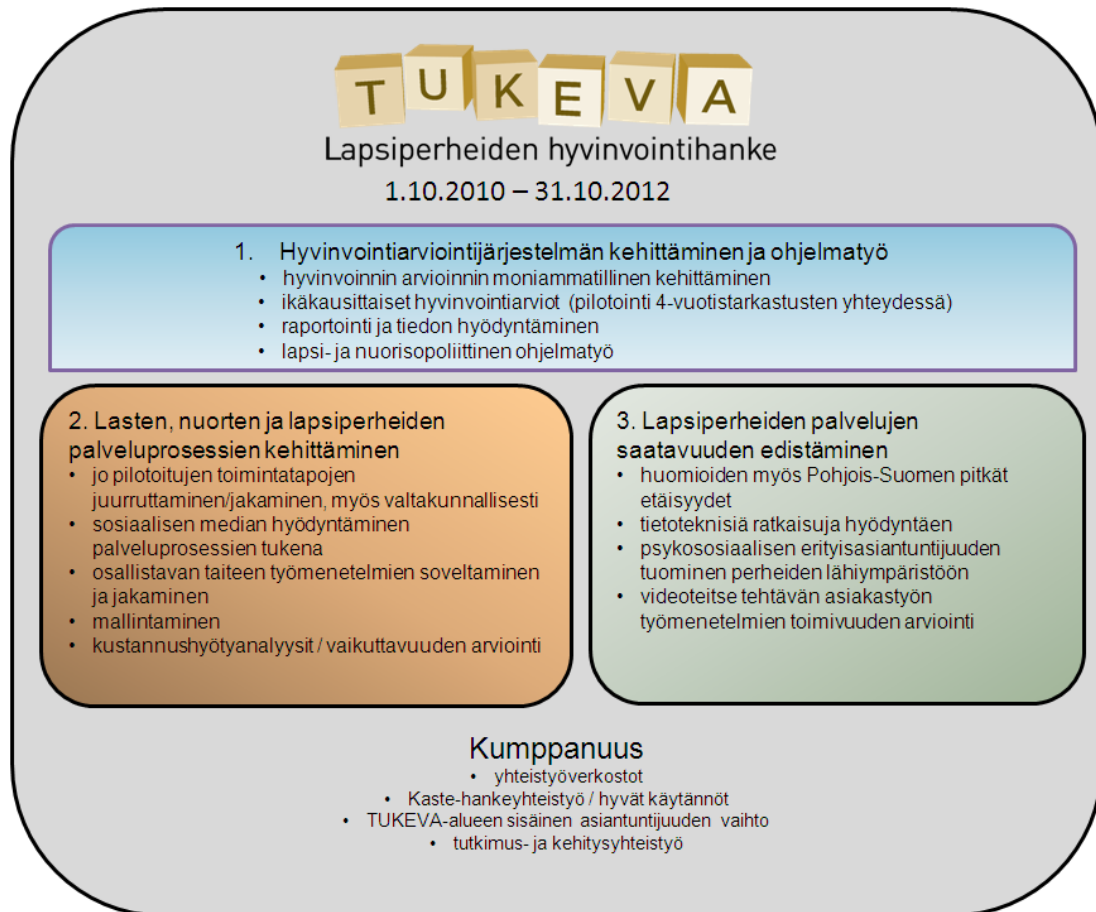 TUKEVA
Lapsiperheiden hyvinvointihanke
1.10.2010 – 31.10.2012
1. Hyvinvointiarviointijärjestelmän kehittäminen ja ohjelmatyö
• hyvinvoinnin arvioinnin moniammatillinen kehittäminen
• ikäkausittaiset hyvinvointiarviot (pilotointi 4-vuotistarkastusten yhteydessä)
• raportointi ja tiedon hyödyntäminen
• lapsi- ja nuorisopoliittinen ohjelmatyö
2. Lasten, nuorten ja lapsiperheiden
palveluprosessien kehittäminen
• jo pilotoitujen toimintatapojen
juurruttaminen/jakaminen, myös valtakunnallisesti
• sosiaalisen median hyödyntäminen
palveluprosessien tukena
• osallistavan taiteen työmenetelmien soveltaminen
ja jakaminen
• mallintaminen
• kustannushyötyanalyysit / vaikuttavuuden arviointi
3. Lapsiperheiden palvelujen
saatavuuden edistäminen
• huomioiden myös Pohjois-Suomen pitkät
etäisyydet
• tietoteknisiä ratkaisuja hyödyntäen
• psykososiaalisen erityisasiantuntijuuden
tuominen perheiden lähiympäristöön
• videoteitse tehtävän asiakastyön
työmenetelmien toimivuuden arviointi
Kumppanuus
• yhteistyöverkostot
• Kaste-hankeyhteistyö / hyvät käytännöt
• TUKEVA-alueen sisäinen asiantuntijuuden vaihto
• tutkimus- ja kehitysyhteistyö